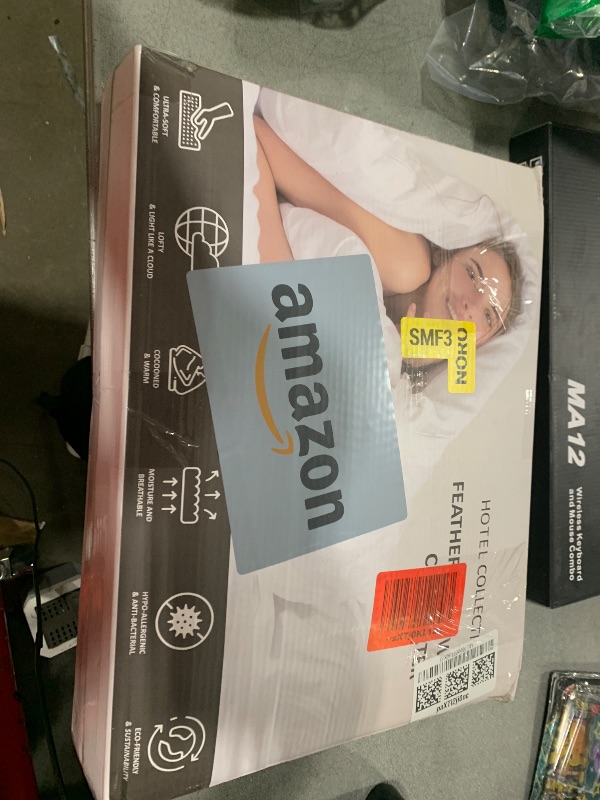 ULTRA-SOFT
& COMFORTABLE
LOFTY
& LIGHT LIKE A CLOUD
COCOONED
& WARM
MOISTURE AND
BREATHABLE
HYPO-ALLERGENIC
& ANTI-BACTERIAL
ECO-FRIENDLY
& SUSTAINABILITY
amazon
SMF3
NOKU
HOTEL COLLECT
FEATHER
MA12
Wireless Keyboard
and Mouse Combo